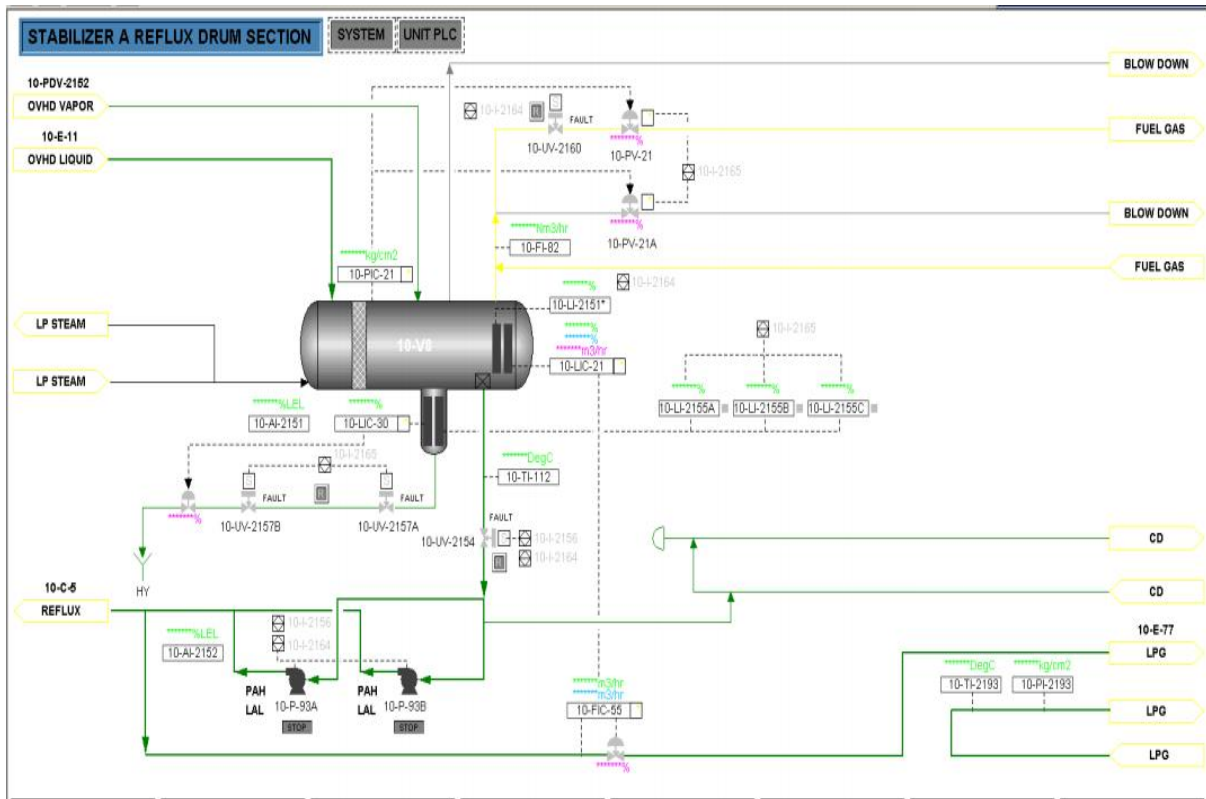 STABILIZER A REFLUX DRUM SECTION
SYSTEM
UNIT PLC
10-PDV-2152
OVHD VAPOR
10-E-11
OVHD LIQUID
BLOW DOWN
10-I-2164
R
S
FAULT
10-UV-2160
*******%
10-PV-21
FUEL GAS
10-I-2165
*******%
10-PV-21A
BLOW DOWN
*******Nm3/hr
10-FI-82
*******kg/cm2
10-PIC-21
FUEL GAS
10-I-2164
*******%
10-LI-2151*
LP STEAM
10-V8
*******%
*******%
*******m3/hr
10-LIC-21
10-I-2165
LP STEAM
*******%
10-LI-2155A
*******%
10-LI-2155B
*******%
10-LI-2155C
*******%LEL
10-AI-2151
*******%
10-LIC-30
10-I-2165
*******DegC
10-TI-112
S
FAULT
R
S
FAULT
*******%
10-UV-2157B
10-UV-2157A
FAULT
10-UV-2154
S
10-I-2156
10-I-2164
R
CD
HY
CD
10-C-5
REFLUX
10-I-2156
10-I-2164
*******%LEL
10-AI-2152
10-E-77
LPG
PAH
LAL
10-P-93A
STOP
PAH
LAL
10-P-93B
STOP
*******m3/hr
*******m3/hr
10-FIC-55
*******%
*******DegC
10-TI-2193
*******kg/cm2
10-PI-2193
LPG
LPG